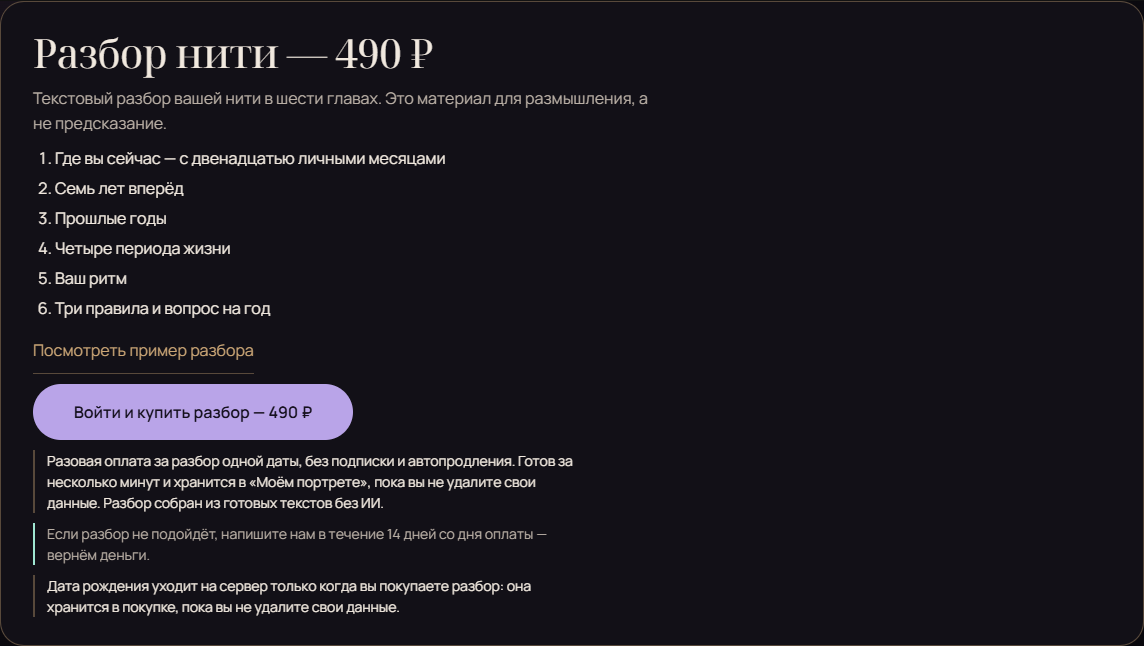 Разбор нити — 490 ₽
Текстовый разбор вашей нити в шести главах. Это материал для размышления, а
не предсказание.
1. Где вы сейчас — с двенадцатью личными месяцами
2. Семь лет вперёд
3. Прошлые годы
4. Четыре периода жизни
5. Ваш ритм
6. Три правила и вопрос на год
Посмотреть пример разбора
Войти и купить разбор — 490 ₽
Разовая оплата за разбор одной даты, без подписки и автопродления. Готов за
несколько минут и хранится в «Моём портрете», пока вы не удалите свои
данные. Разбор собран из готовых текстов без ИИ.
Если разбор не подойдёт, напишите нам в течение 14 дней со дня оплаты —
вернём деньги.
Дата рождения уходит на сервер только когда вы покупаете разбор: она
хранится в покупке, пока вы не удалите свои данные.